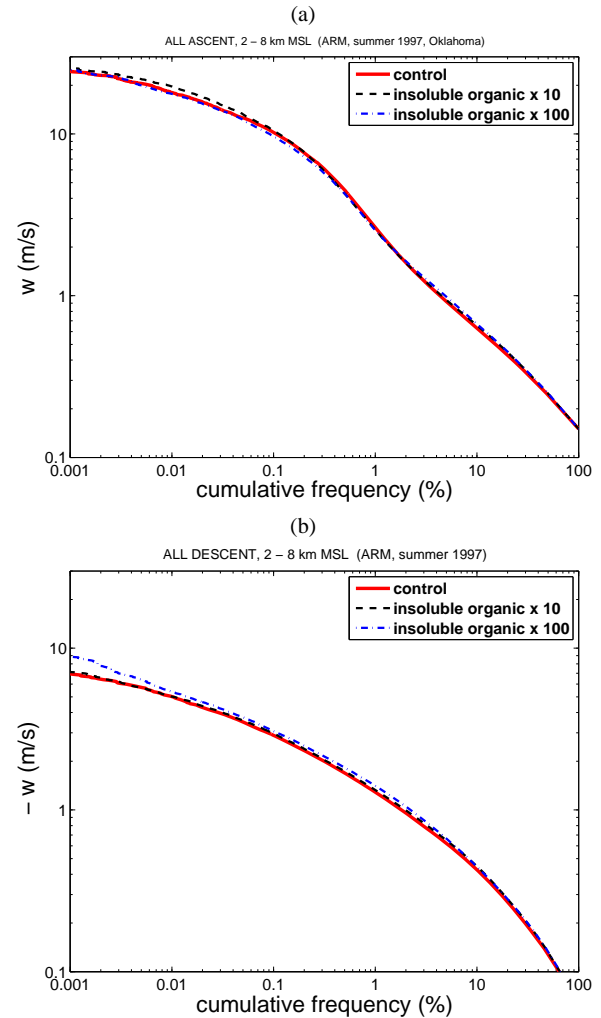 (a)
ALL ASCENT, 2 – 8 km MSL (ARM, summer 1997, Oklahoma)
control
insoluble organic x 10
insoluble organic x 100
10
1
0.1
w (m/s)
0.001 0.01 0.1 1 10 100
cumulative frequency (%)
(b)
ALL DESCENT, 2 – 8 km MSL (ARM, summer 1997)
control
insoluble organic x 10
insoluble organic x 100
10
1
0.1
– w (m/s)
0.001 0.01 0.1 1 10 100
cumulative frequency (%)